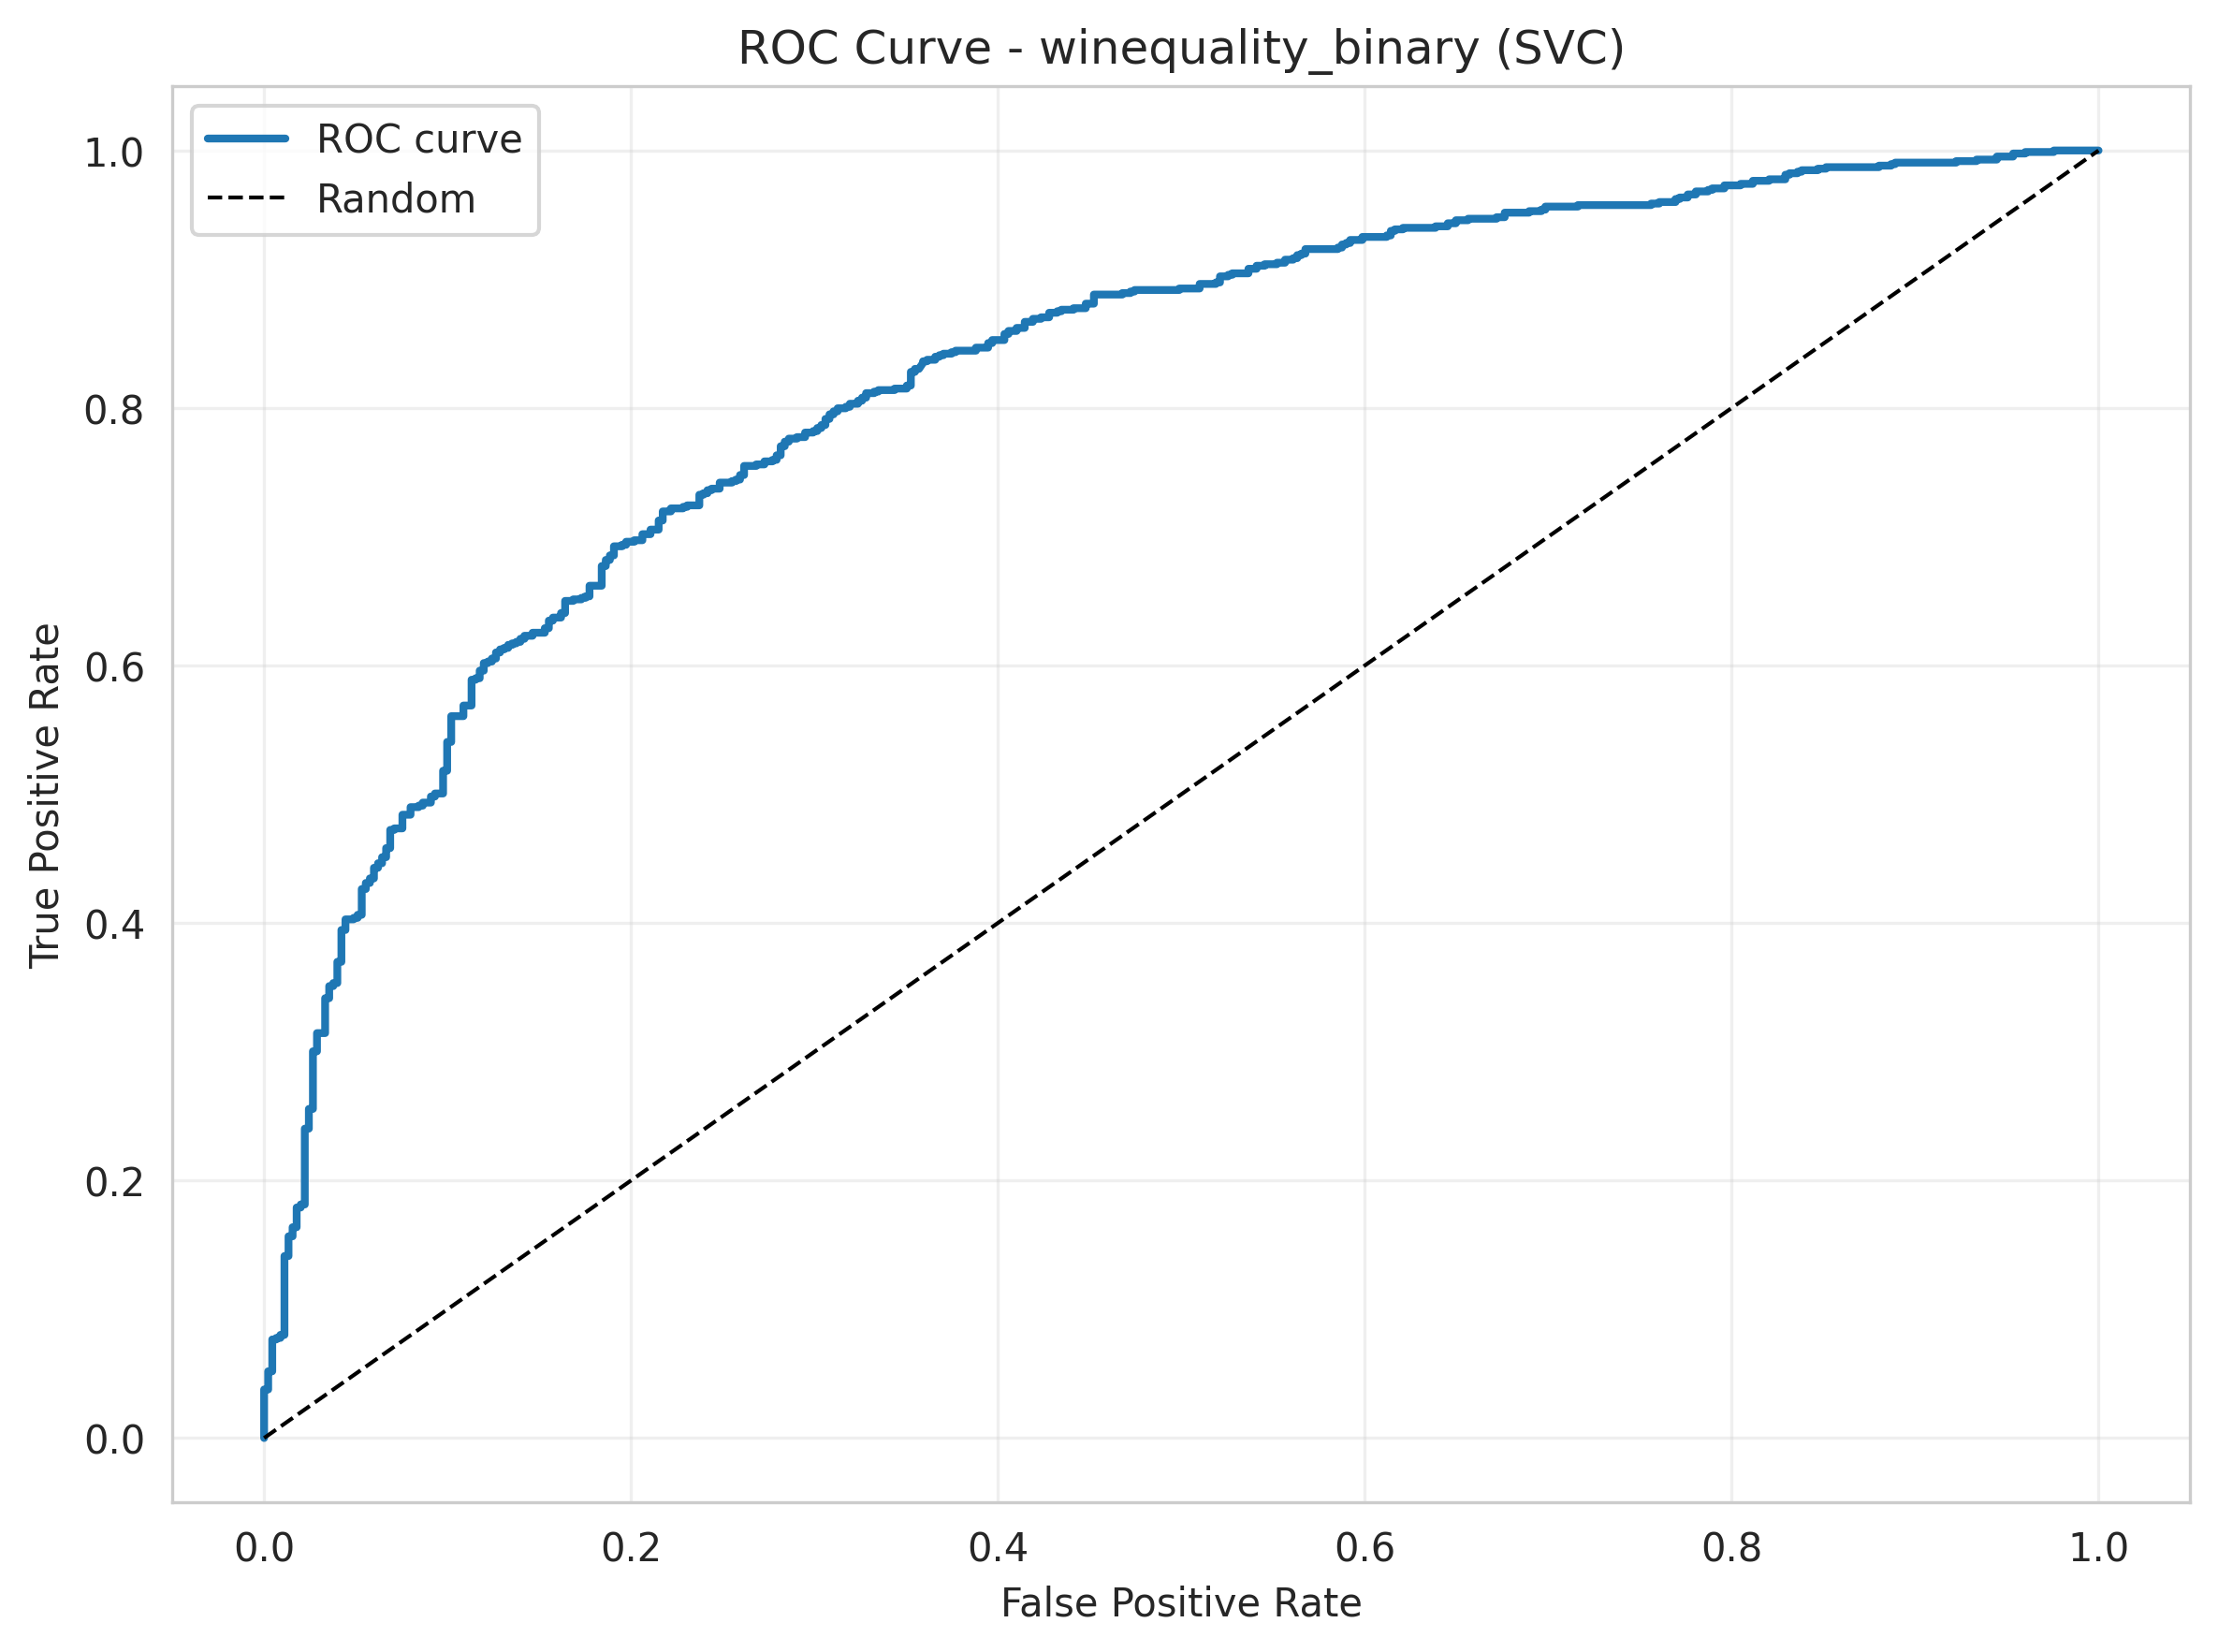 ROC Curve - winequality_binary (SVC)
ROC curve
Random
True Positive Rate
1.0
0.8
0.6
0.4
0.2
0.0
0.0 0.2 0.4 0.6 0.8 1.0
False Positive Rate